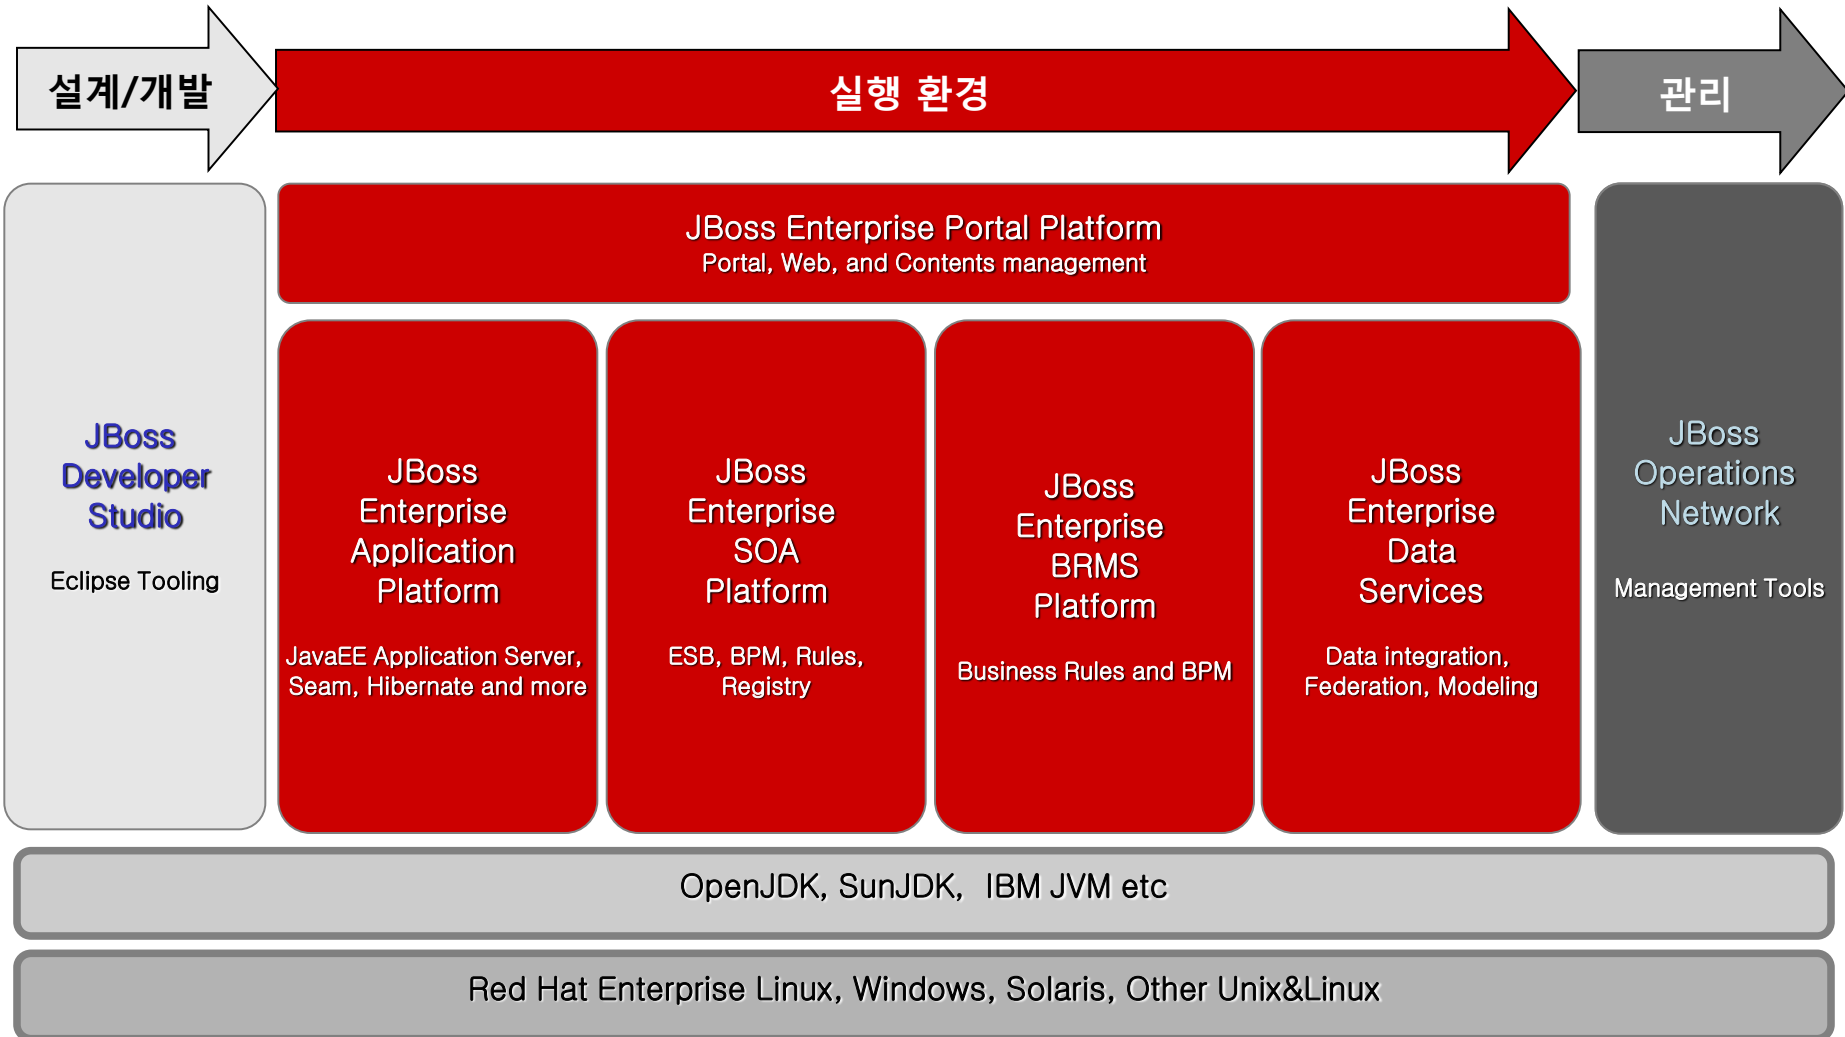 설계/개발
실행 환경
관리
JBoss Enterprise Portal Platform
Portal, Web, and Contents management
JBoss
Developer
Studio
Eclipse Tooling
JBoss
Enterprise
Application
Platform
JavaEE Application Server,
Seam, Hibernate and more
JBoss
Enterprise
SOA
Platform
ESB, BPM, Rules,
Registry
JBoss
Enterprise
BRMS
Platform
Business Rules and BPM
JBoss
Enterprise
Data
Services
Data integration,
Federation, Modeling
JBoss
Operations
Network
Management Tools
OpenJDK, SunJDK,  IBM JVM etc
Red Hat Enterprise Linux, Windows, Solaris, Other Unix&Linux